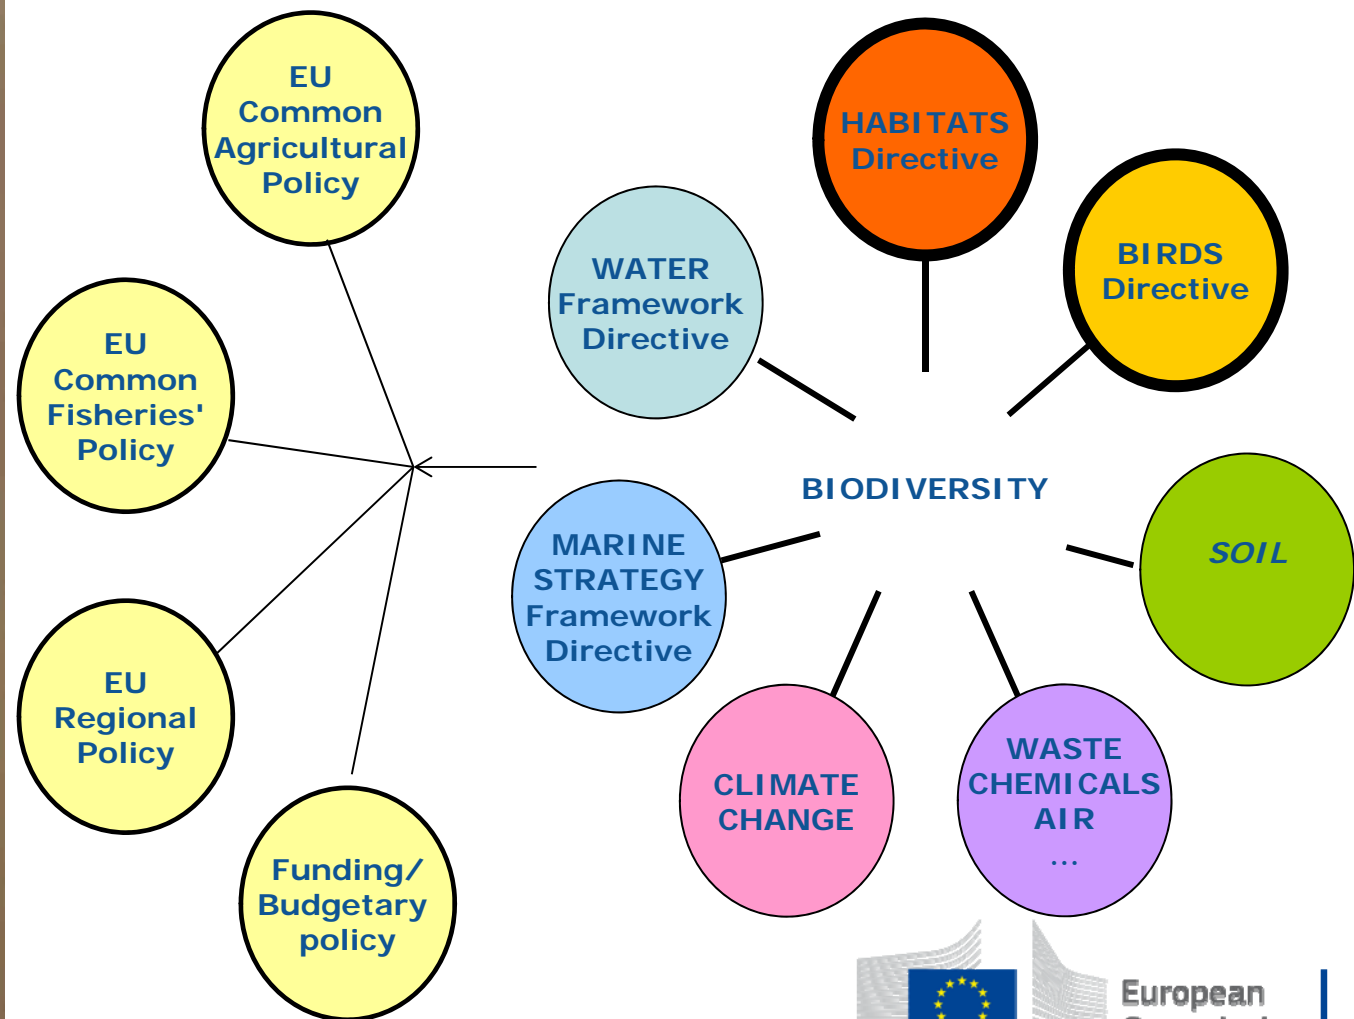 EU
Common
Agricultural
Policy
HABITATS
Directive
BIRDS
Directive
WATER
Framework
Directive
EU
Common
Fisheries'
Policy
BIODIVERSITY
MARINE
STRATEGY
Framework
Directive
SOIL
EU
Regional
Policy
CLIMATE
CHANGE
WASTE
CHEMICALS
AIR
...
Funding/
Budgetary
policy
European